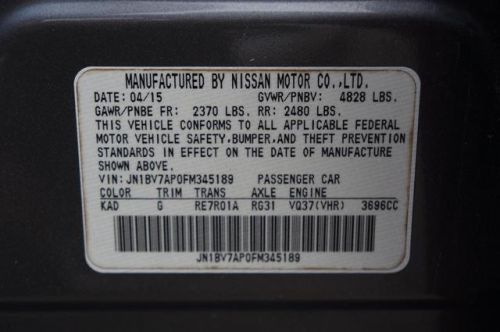 MANUFACTURED BY NISSAN MOTOR CO.,LTD.
DATE: 04/15 GVWR/PNBV: 4828 LBS.
GAWR/PNBE FR: 2370 LBS. RR: 2480 LBS.
THIS VEHICLE CONFORMS TO ALL APPLICABLE FEDERAL
MOTOR VEHICLE SAFETY,BUMPER,AND THEFT PREVENTION
STANDARDS IN EFFECT ON THE DATE OF MANUFACTURE
SHOWN ABOVE.
VIN: JN1BV7AP0FM345189 PASSENGER CAR
COLOR TRIM TRANS AXLE ENGINE
KAD G RE7R01A RG31 VQ37(VHR) 3696CC
JN1BV7AP0FM345189